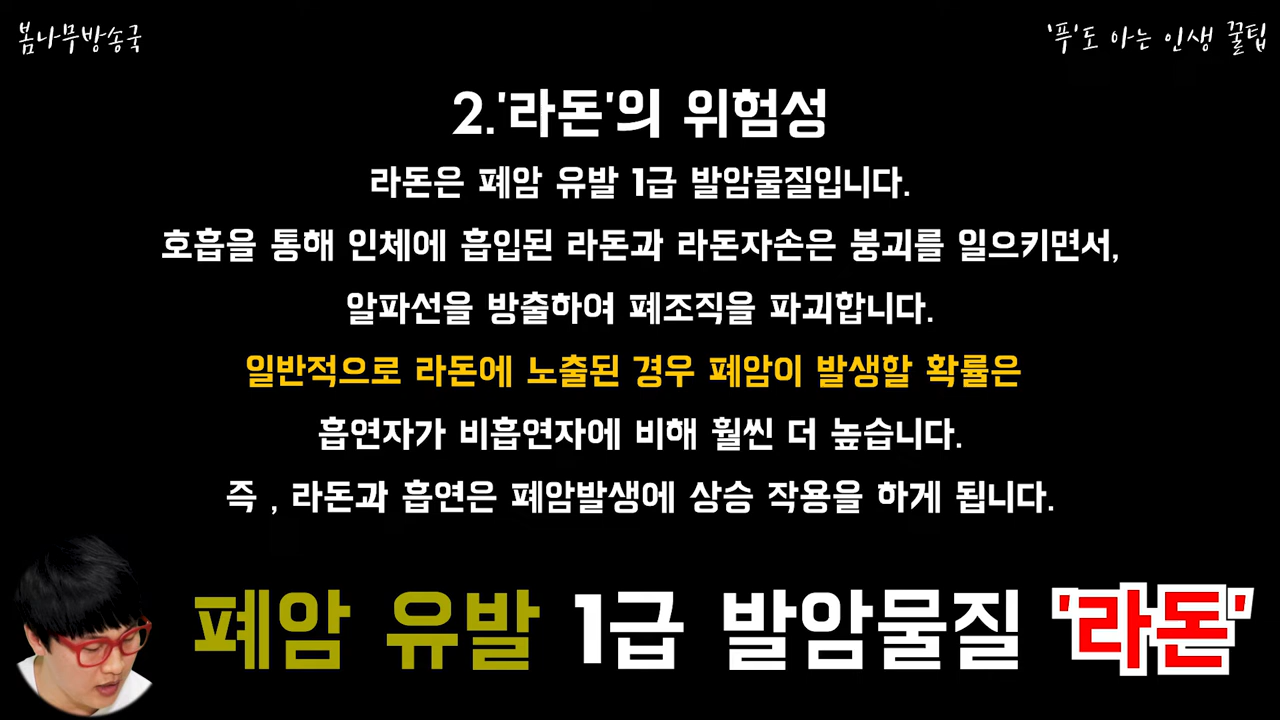 봄나무방송국
'푸'도 아는 인생 꿀팁
2.'라돈'의 위험성
라돈은 폐암 유발 1급 발암물질입니다.
호흡을 통해 인체에 흡입된 라돈과 라돈자손은 붕괴를 일으키면서,
알파선을 방출하여 폐조직을 파괴합니다.
일반적으로 라돈에 노출된 경우 폐암이 발생할 확률은
흡연자가 비흡연자에 비해 훨씬 더 높습니다.
즉 , 라돈과 흡연은 폐암발생에 상승 작용을 하게 됩니다.
폐암 유발 1급 발암물질 '라돈'